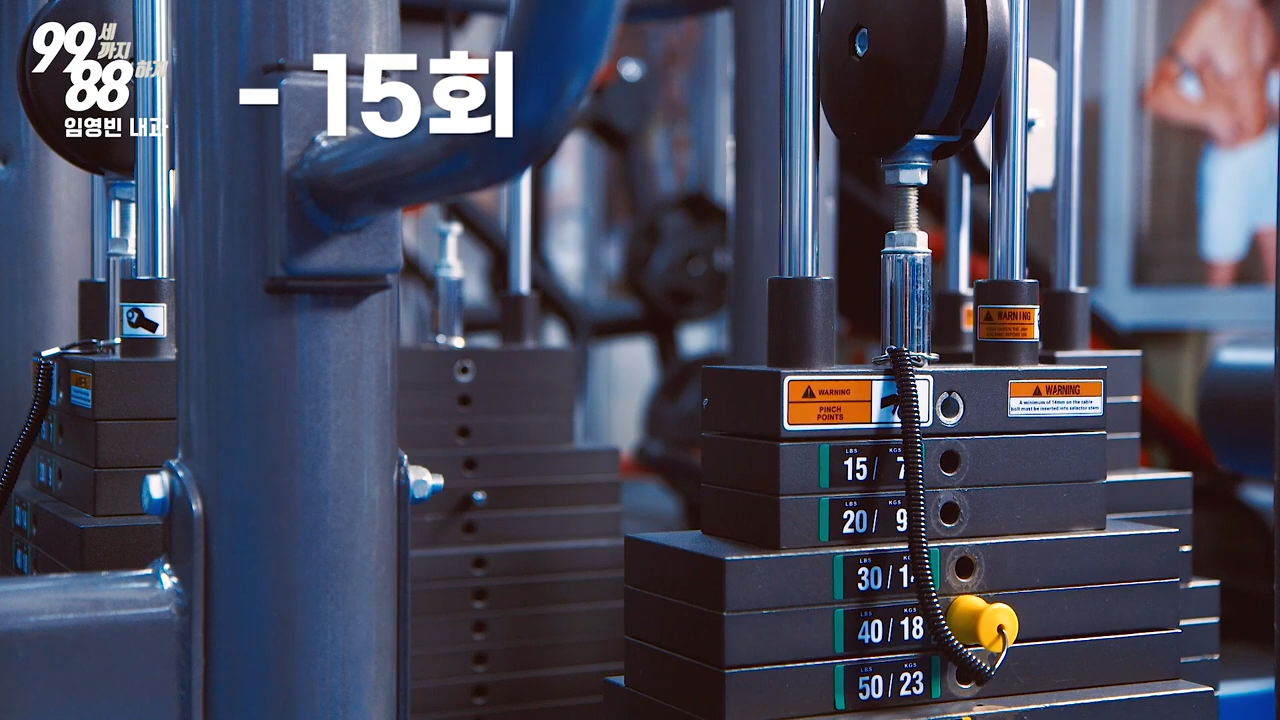 99세
까지
88하게
임영빈 내과
- 15회
WARNING
WARNING
PINCH
POINTS
WARNING
A minimum of 14mm on the cable
bolt must be inserted into selector stem
LBS KGS
15 / 7
LBS KGS
20 / 9
LBS KGS
30 / 1
LBS KGS
40 / 18
LBS KGS
50 / 23